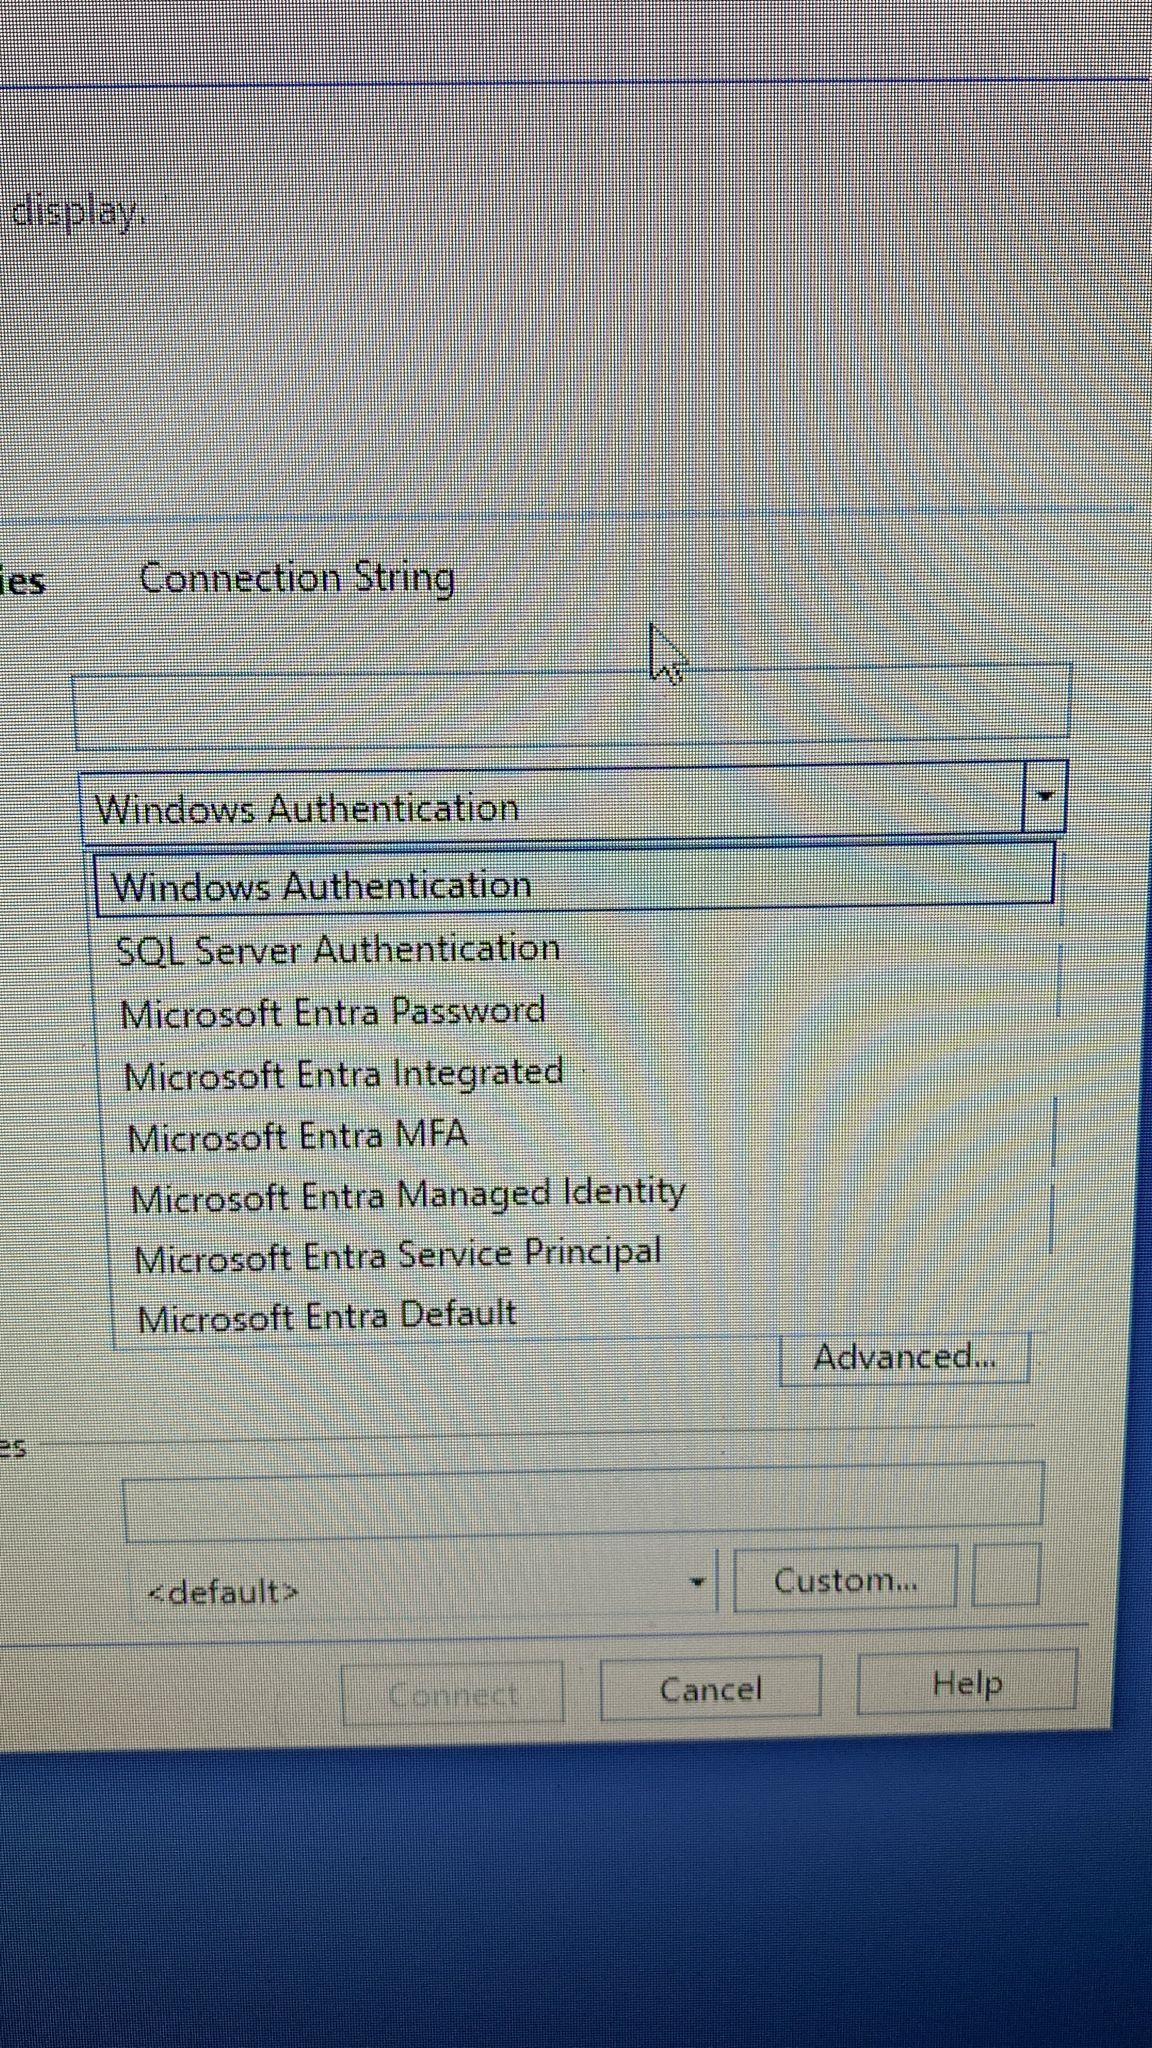 display.
ies Connection String
Windows Authentication
Windows Authentication
SQL Server Authentication
Microsoft Entra Password
Microsoft Entra Integrated
Microsoft Entra MFA
Microsoft Entra Managed Identity
Microsoft Entra Service Principal
Microsoft Entra Default
Advanced...
es
<default>
Custom...
Connect
Cancel
Help